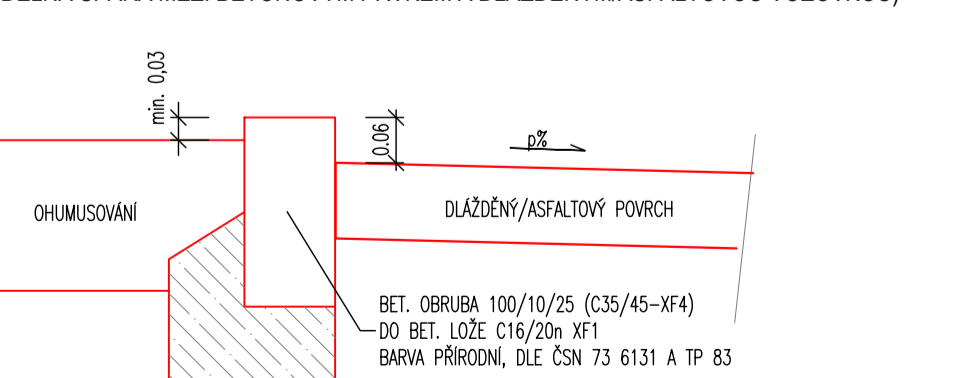 min. 0,03
0.06
p%
OHUMUSOVÁNÍ
DLÁŽDĚNÝ/ASFALTOVÝ POVRCH
BET. OBRUBA 100/10/25 (C35/45-XF4)
DO BET. LOŽE C16/20n XF1
BARVA PŘÍRODNÍ, DLE ČSN 73 6131 A TP 83